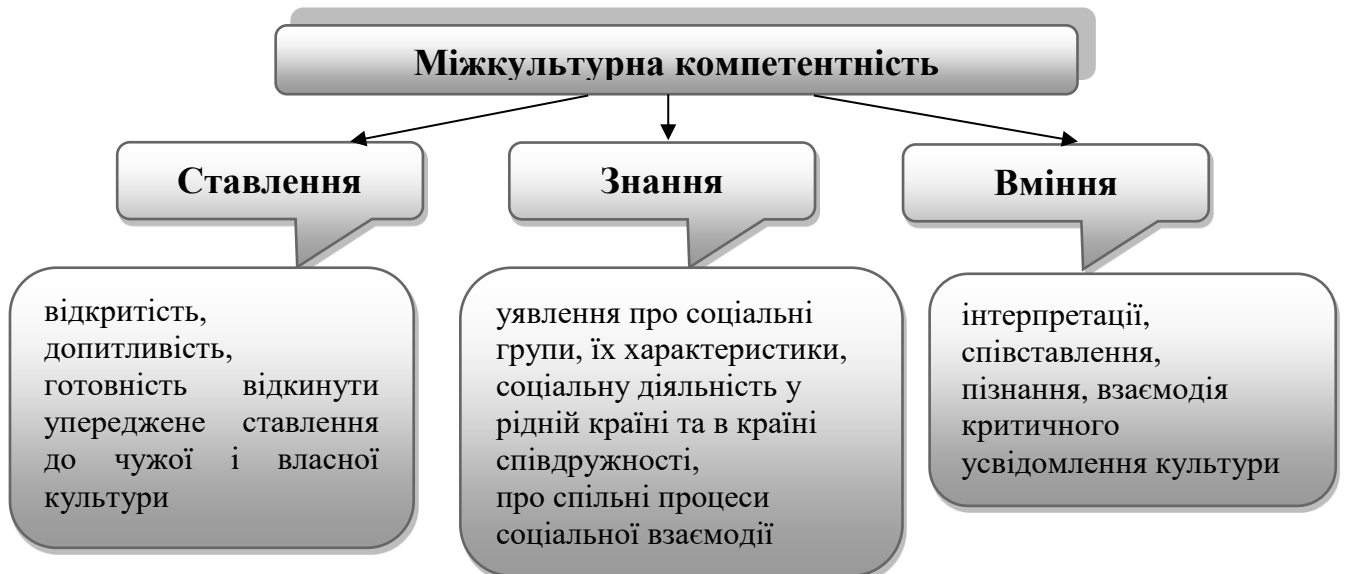 Міжкультурна компетентність
Ставлення
Знання
Вміння
відкритість,
допитливість,
готовність відкинути
упереджене ставлення
до чужої і власної
культури
уявлення про соціальні
групи, їх характеристики,
соціальну діяльність у
рідній країні та в країні
співдружності,
про спільні процеси
соціальної взаємодії
інтерпретації,
співставлення,
пізнання, взаємодія
критичного
усвідомлення культури